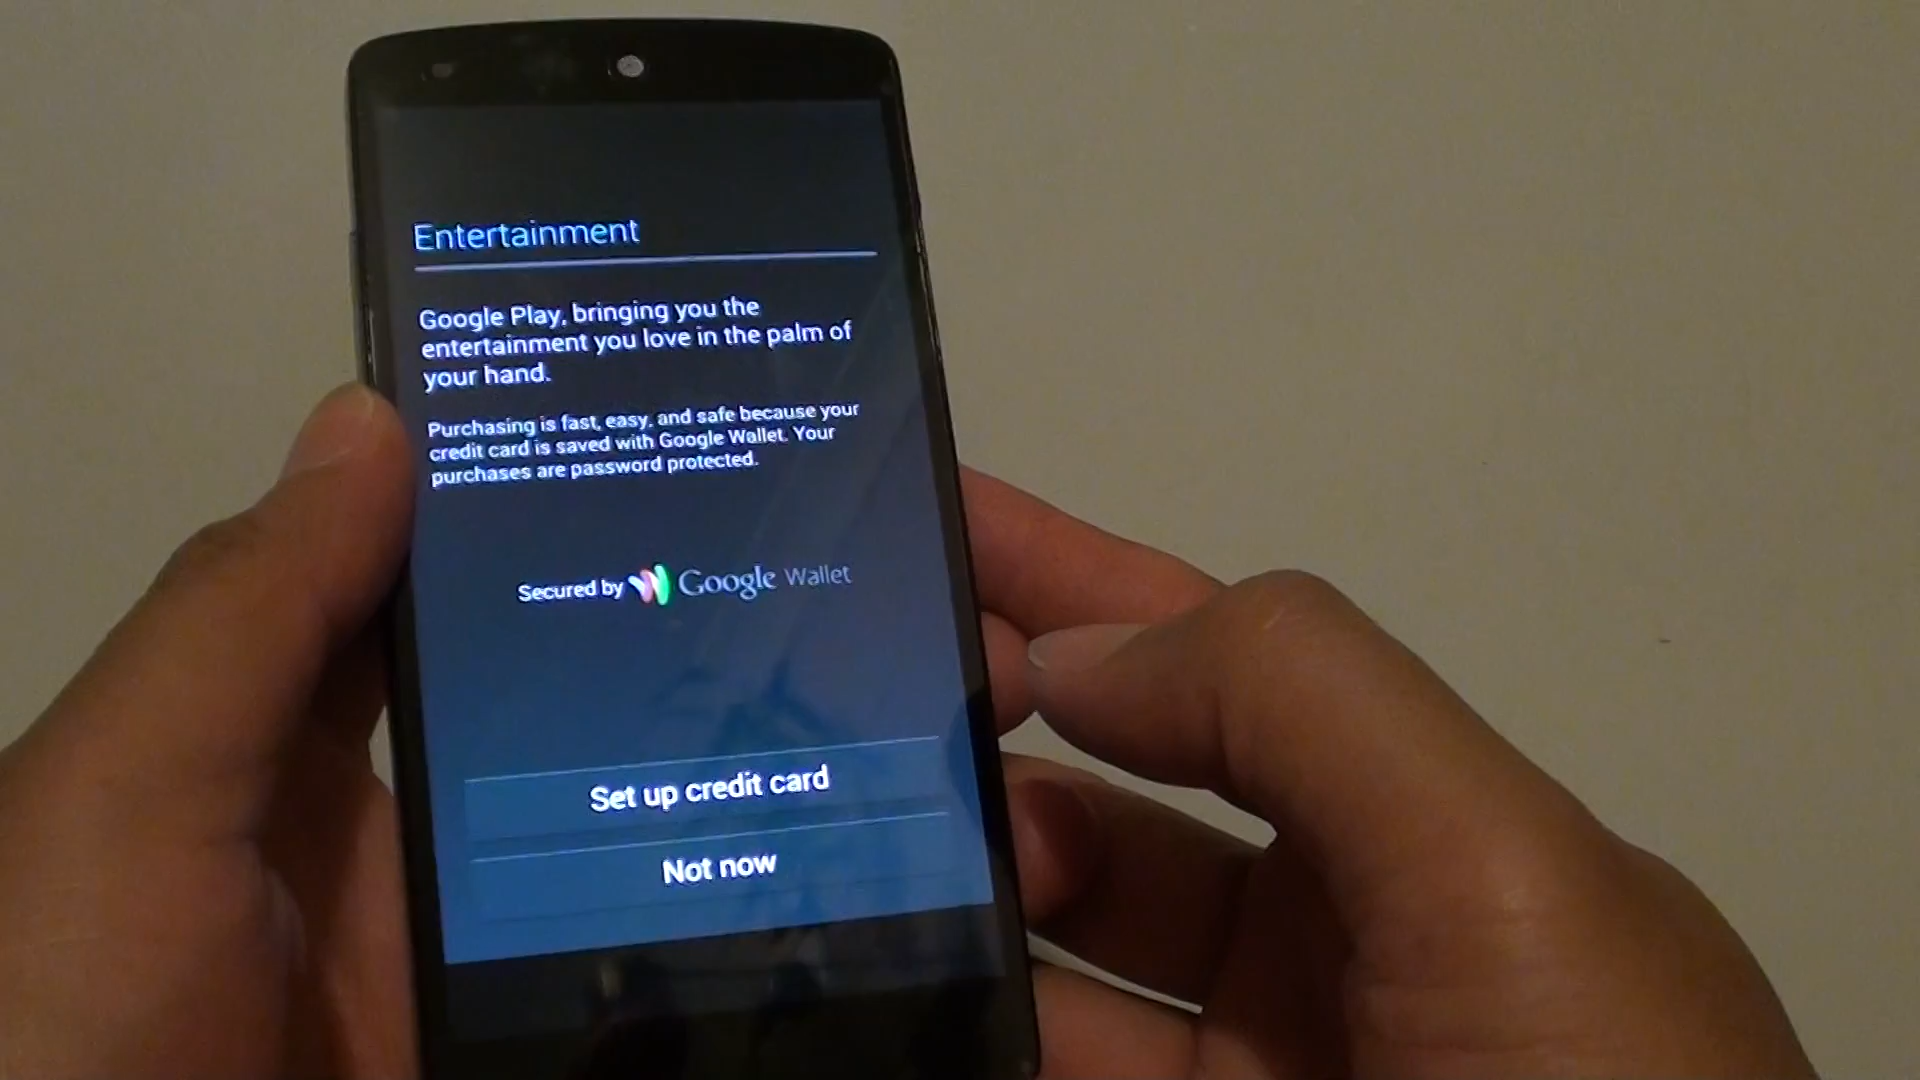 Entertainment
Google Play, bringing you the
entertainment you love in the palm of
your hand.
Purchasing is fast, easy, and safe because your
credit card is saved with Google Wallet. Your
purchases are password protected.
Secured by Google Wallet
Set up credit card
Not now